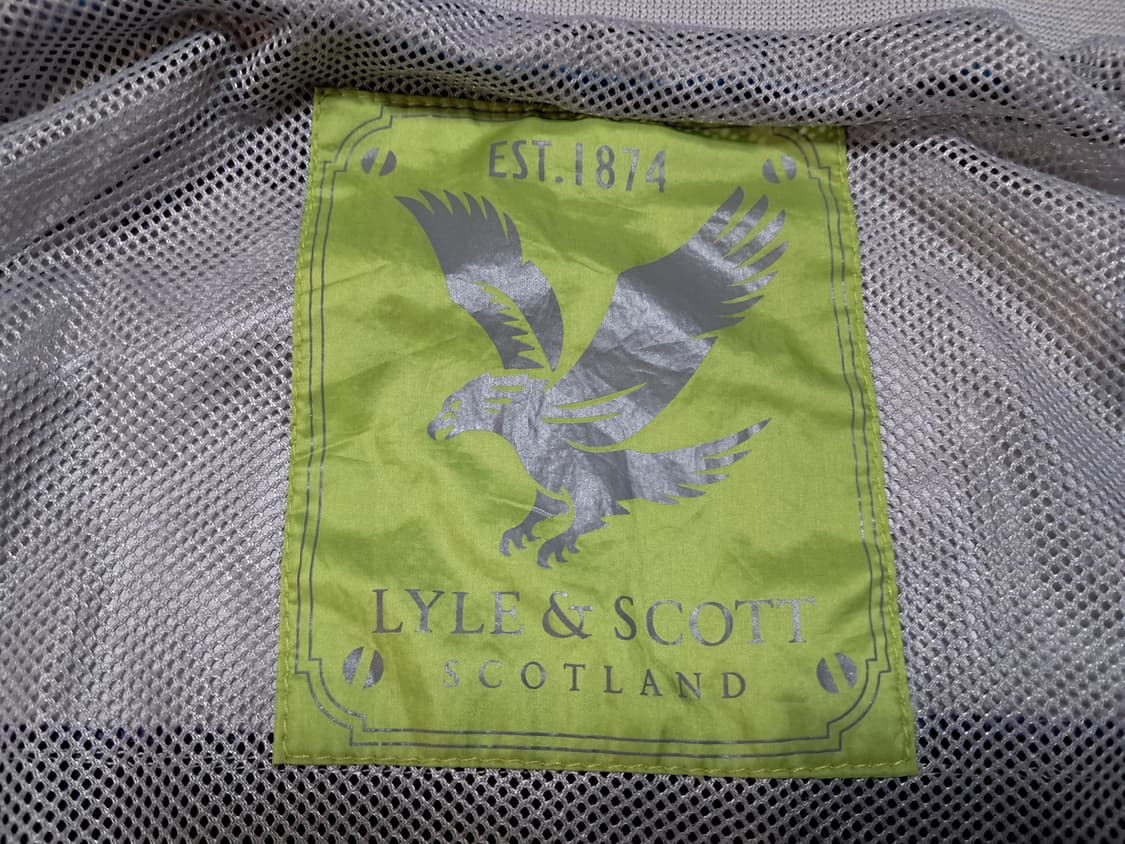 EST.1874
LYLE & SCOTT
SCOTLAND